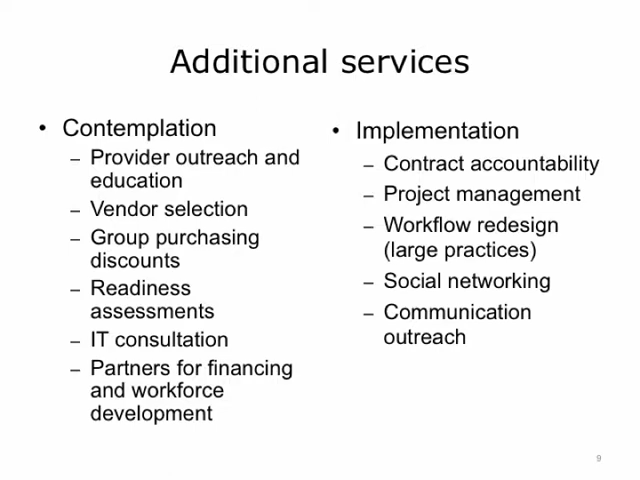 Additional services
• Contemplation
– Provider outreach and
education
– Vendor selection
– Group purchasing
discounts
– Readiness
assessments
– IT consultation
– Partners for financing
and workforce
development
• Implementation
– Contract accountability
– Project management
– Workflow redesign
(large practices)
– Social networking
– Communication
outreach
9